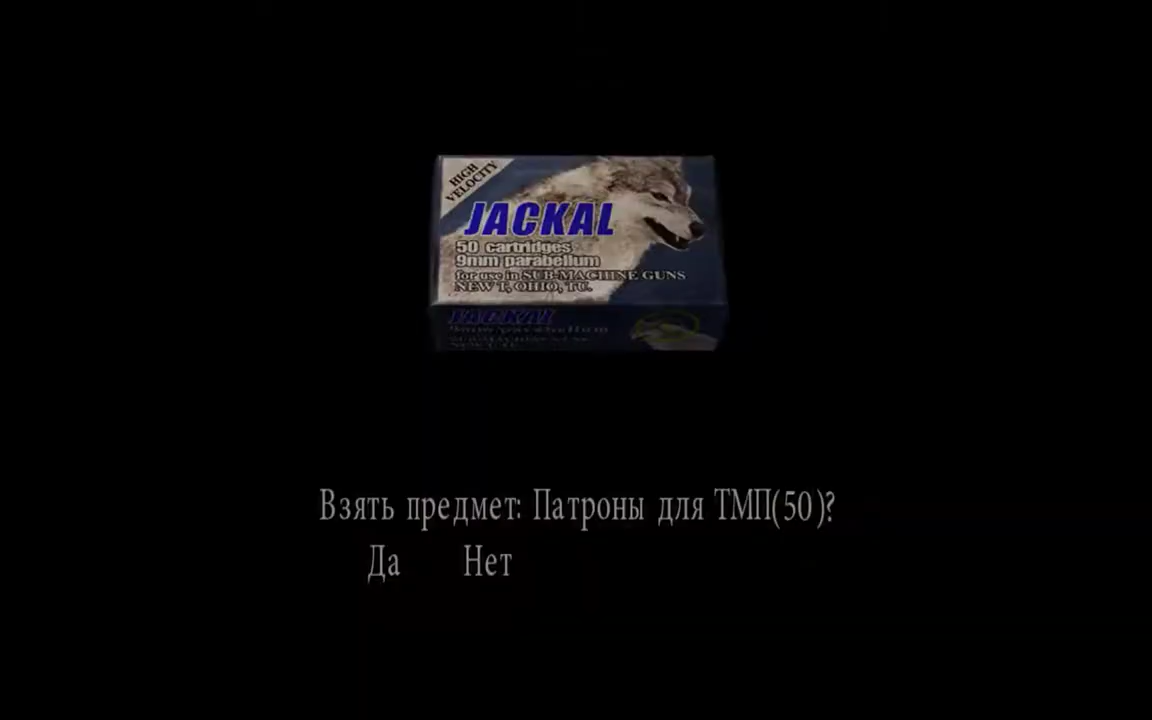 HIGH
VELOCITY
JACKAL
50 cartridges
9mm parabellum
for use in SUB-MACHINE GUNS
NEW T, OHIO, TU.
JACKAL
Взять предмет: Патроны для ТМП(50)?
Да Нет